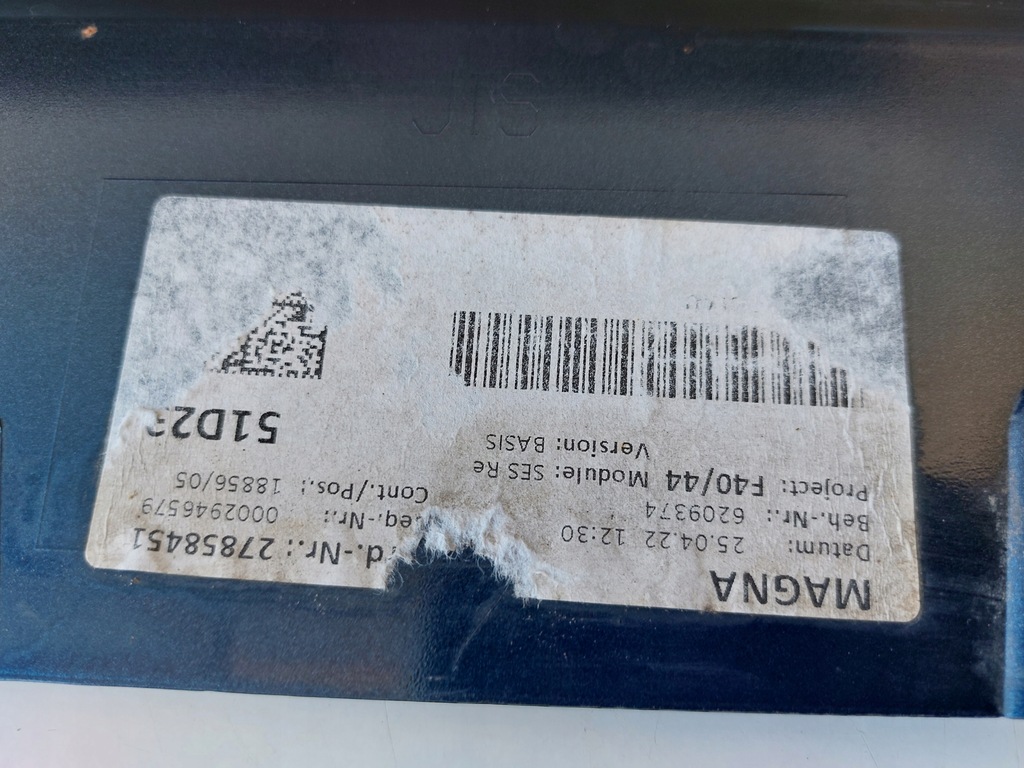 MAGNA
Datum: 25.04.22 12:30
Beh.-Nr.: 6209374
Project: F40/44 Module: SES Re
Version: BASIS
d.-Nr.: 27858451
eq.-Nr.: 0002946579
Cont./Pos.: 18856/05
51D2
JIS